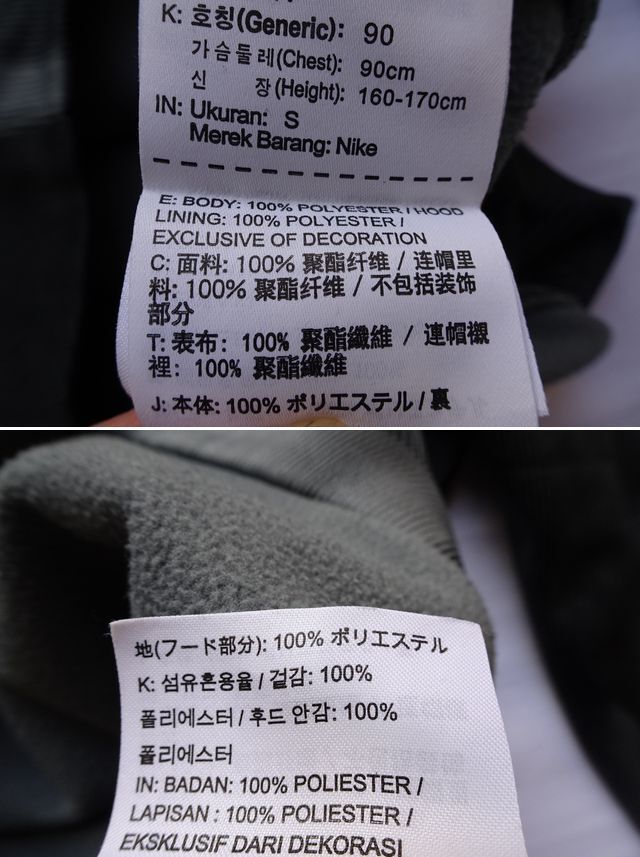 K: 호칭(Generic): 90
가슴둘레(Chest): 90cm
신 장(Height): 160-170cm
IN: Ukuran: S
Merek Barang: Nike
E: BODY: 100% POLYESTER / HOOD
LINING: 100% POLYESTER /
EXCLUSIVE OF DECORATION
C: 面料: 100% 聚酯纤维 / 连帽里
料: 100% 聚酯纤维 / 不包括装饰
部分
T: 表布: 100% 聚酯纖維 / 連帽襯
裡: 100% 聚酯纖維
J: 本体: 100% ポリエステル / 裏
地(フード部分): 100% ポリエステル
K: 섬유혼용율 / 겉감: 100%
폴리에스터 / 후드 안감: 100%
폴리에스터
IN: BADAN: 100% POLIESTER /
LAPISAN : 100% POLIESTER /
EKSKLUSIF DARI DEKORASI